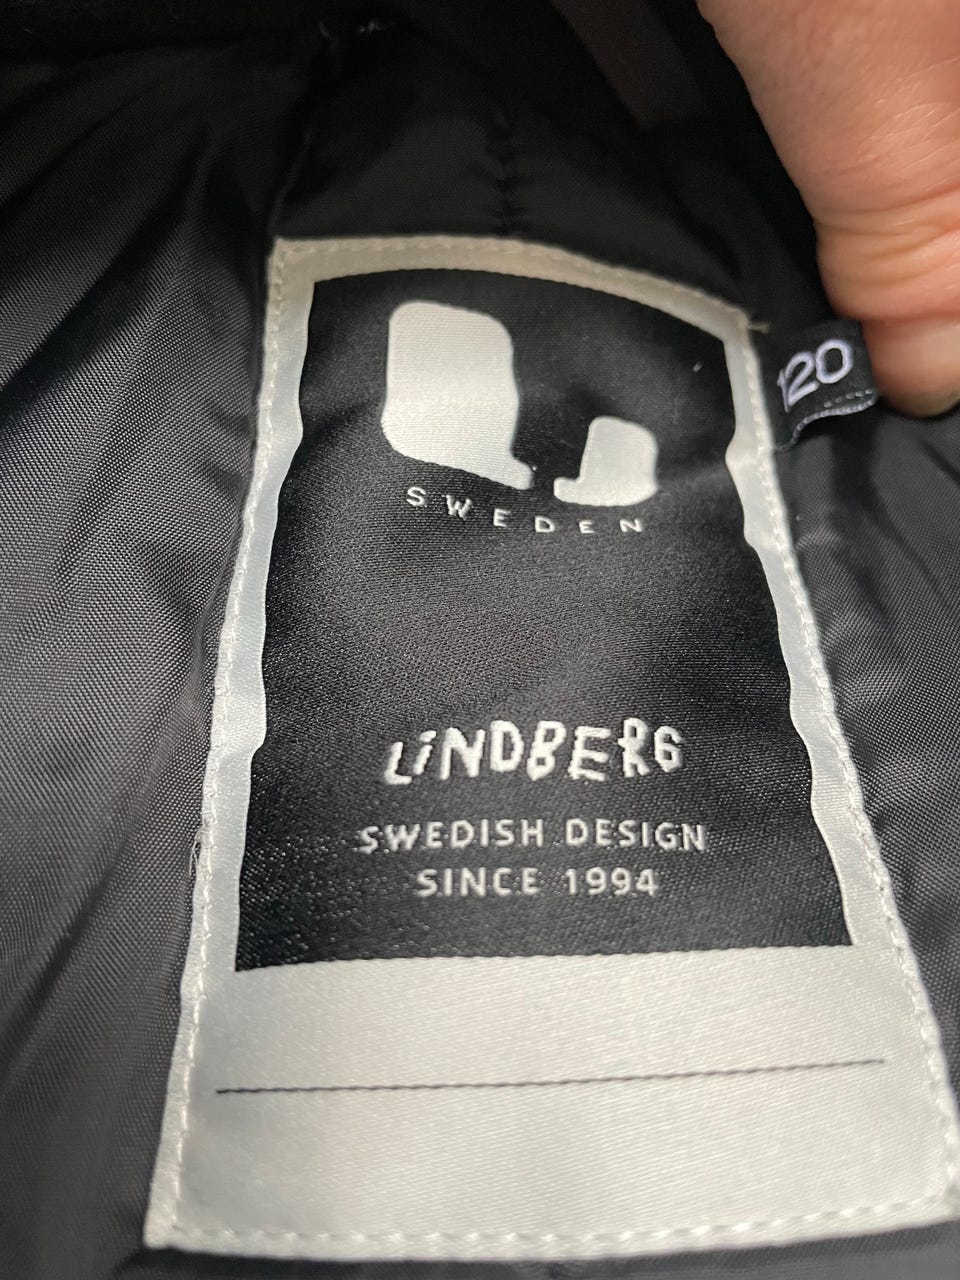 120
SWEDEN
LiNDBERG
SWEDISH DESIGN
SINCE 1994